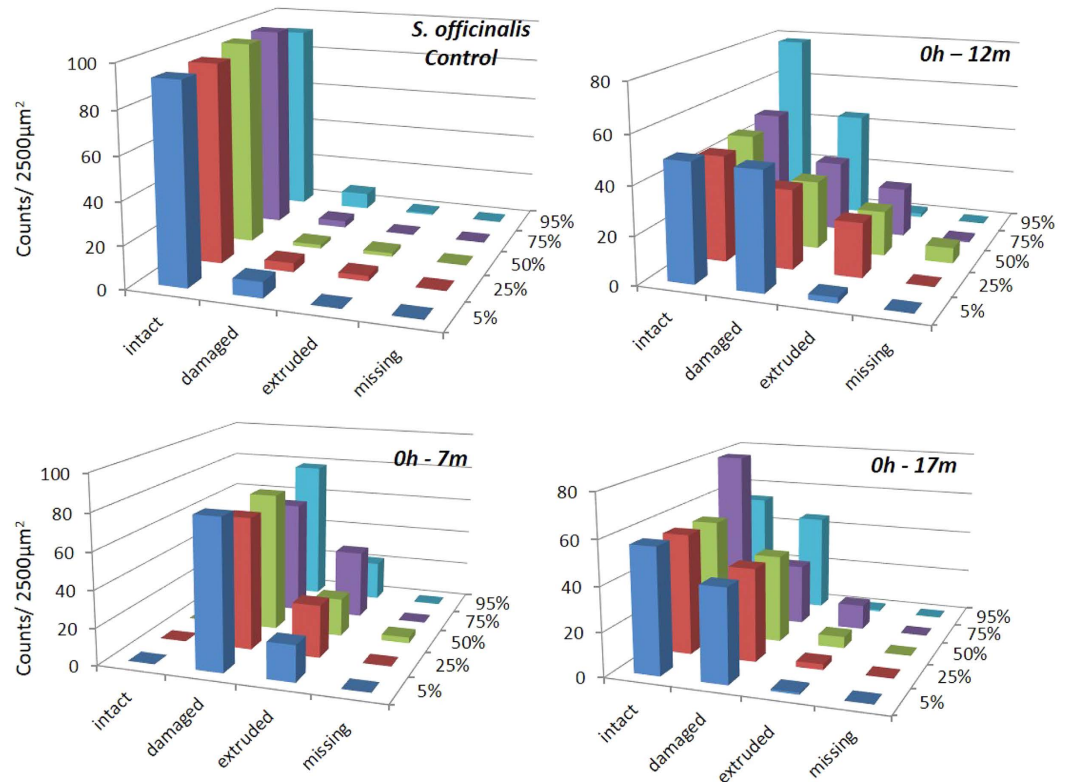 S. officinalis
Control
Counts/ 2500µm²
100
80
60
40
20
0
intact
damaged
extruded
missing
5%
25%
50%
75%
95%
0h – 12m
80
60
40
20
0
intact
damaged
extruded
missing
5%
25%
50%
75%
95%
0h - 7m
Counts/ 2500µm²
100
80
60
40
20
0
intact
damaged
extruded
missing
5%
25%
50%
75%
95%
0h - 17m
80
60
40
20
0
intact
damaged
extruded
missing
5%
25%
50%
75%
95%